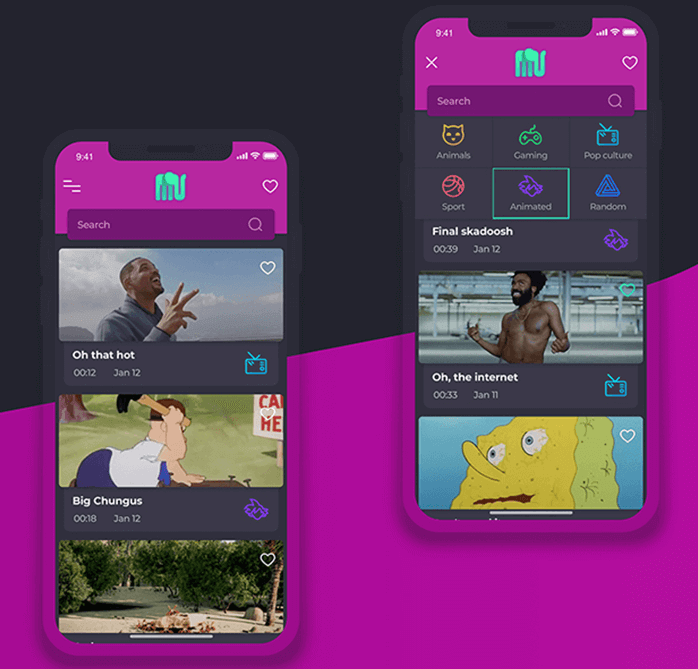 9:41
Search
Oh that hot
00:12 Jan 12
CA
HE
Big Chungus
00:18 Jan 12
9:41
Search
Animals Gaming Pop culture
Sport Animated Random
Final skadoosh
00:39 Jan 12
Oh, the internet
00:33 Jan 11